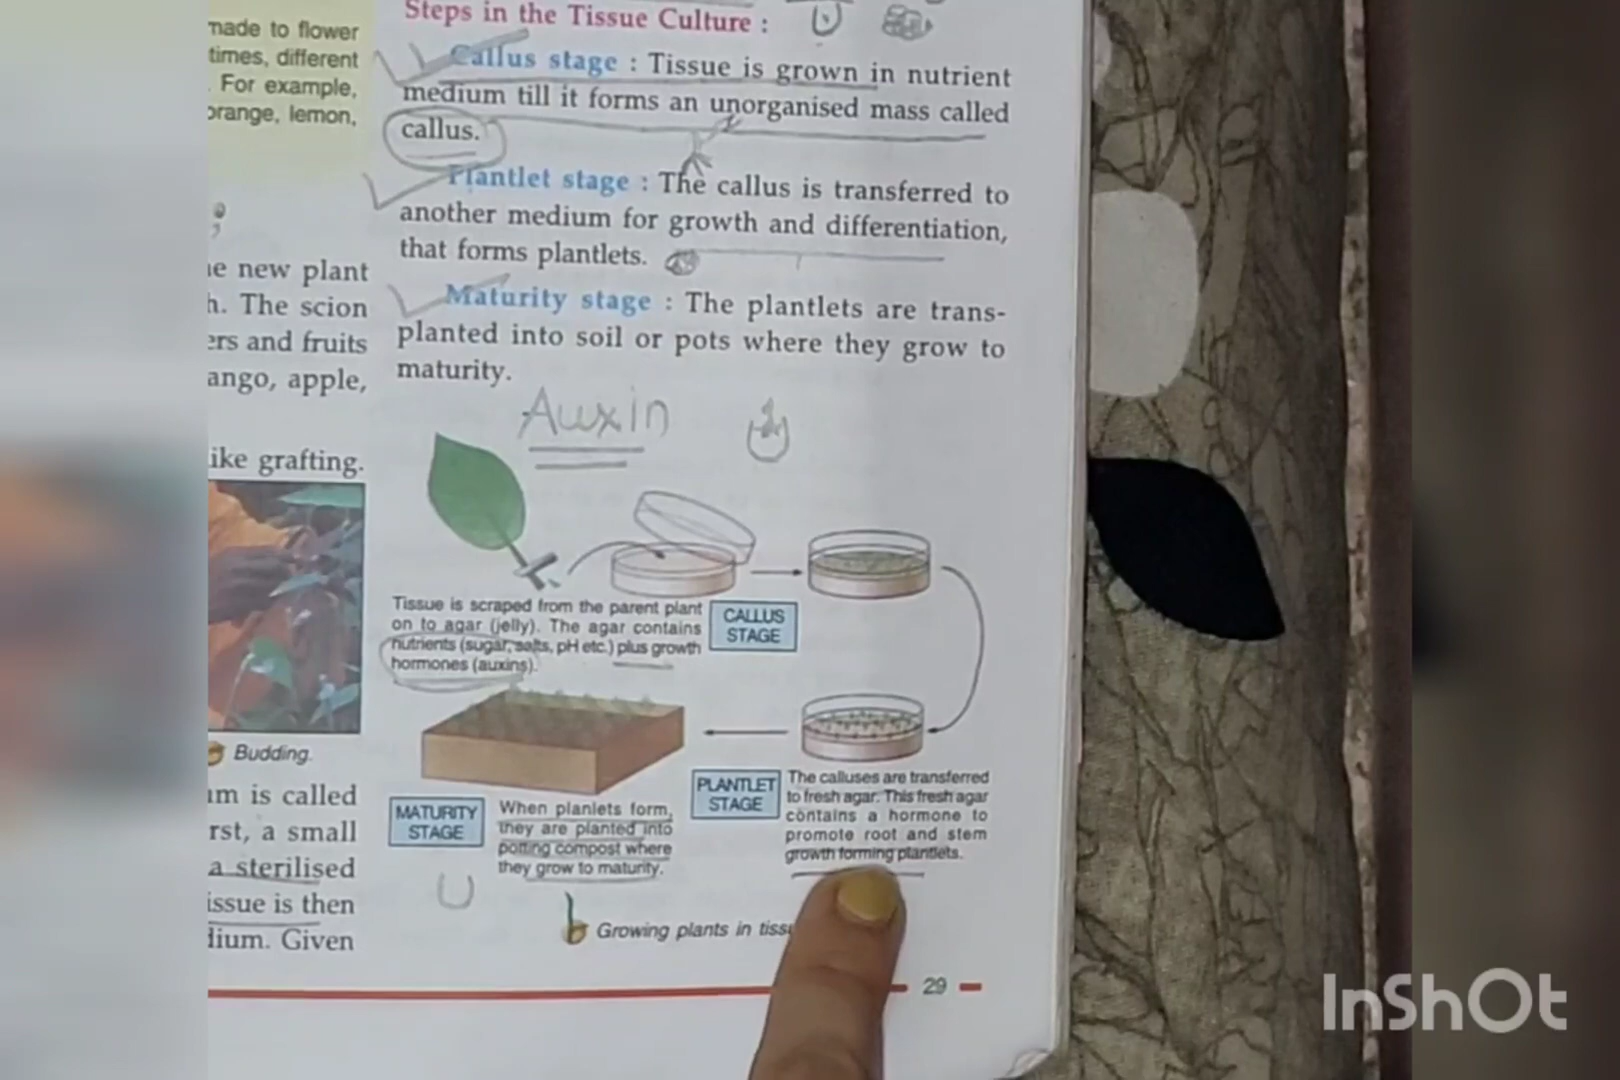 made to flower
times, different
. For example,
orange, lemon,
e new plant
h. The scion
ers and fruits
ango, apple,
ike grafting.
Budding.
um is called
rst, a small
a sterilised
issue is then
dium. Given
Steps in the Tissue Culture :
Callus stage : Tissue is grown in nutrient
medium till it forms an unorganised mass called
callus.
Plantlet stage : The callus is transferred to
another medium for growth and differentiation,
that forms plantlets.
Maturity stage : The plantlets are trans-
planted into soil or pots where they grow to
maturity.
Auxin
Tissue is scraped from the parent plant
on to agar (jelly). The agar contains
nutrients (sugar, salts, pH etc.) plus growth
hormones (auxins).
CALLUS
STAGE
PLANTLET
STAGE
The calluses are transferred
to fresh agar. This fresh agar
contains a hormone to
promote root and stem
growth forming plantlets.
MATURITY
STAGE
When planlets form,
they are planted into
potting compost where
they grow to maturity.
Growing plants in tissu
29
InShOt